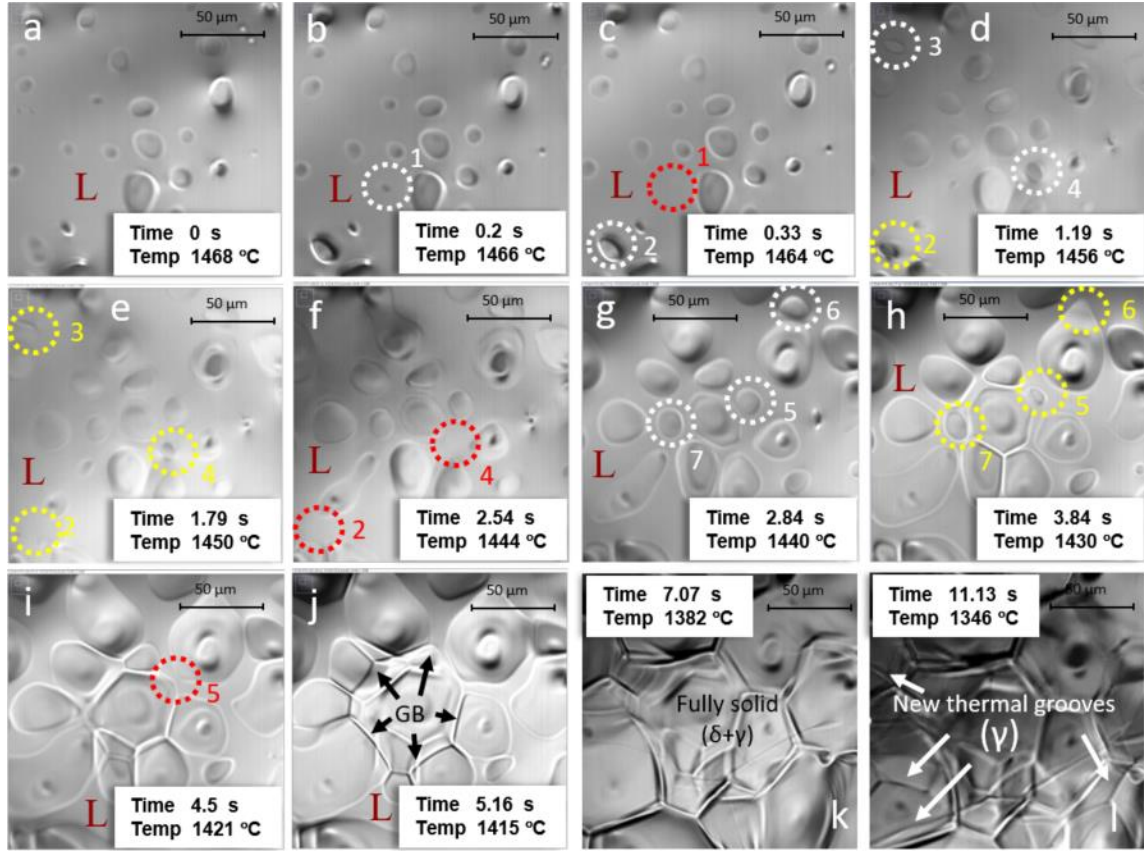 a
50 µm
L
Time 0 s
Temp 1468 °C
b
50 µm
1
L
Time 0.2 s
Temp 1466 °C
c
50 µm
1
L
2
Time 0.33 s
Temp 1464 °C
3
d
50 µm
4
L
2
Time 1.19 s
Temp 1456 °C
3
e
50 µm
L
4
2
Time 1.79 s
Temp 1450 °C
f
50 µm
L
4
2
Time 2.54 s
Temp 1444 °C
g
6
50 µm
5
L
7
Time 2.84 s
Temp 1440 °C
h
6
50 µm
L
5
7
Time 3.84 s
Temp 1430 °C
i
50 µm
5
L
Time 4.5 s
Temp 1421 °C
j
50 µm
GB
L
Time 5.16 s
Temp 1415 °C
Time 7.07 s
Temp 1382 °C
50 µm
Fully solid
(δ+γ)
k
Time 11.13 s
Temp 1346 °C
50 µm
New thermal grooves
(γ)
l